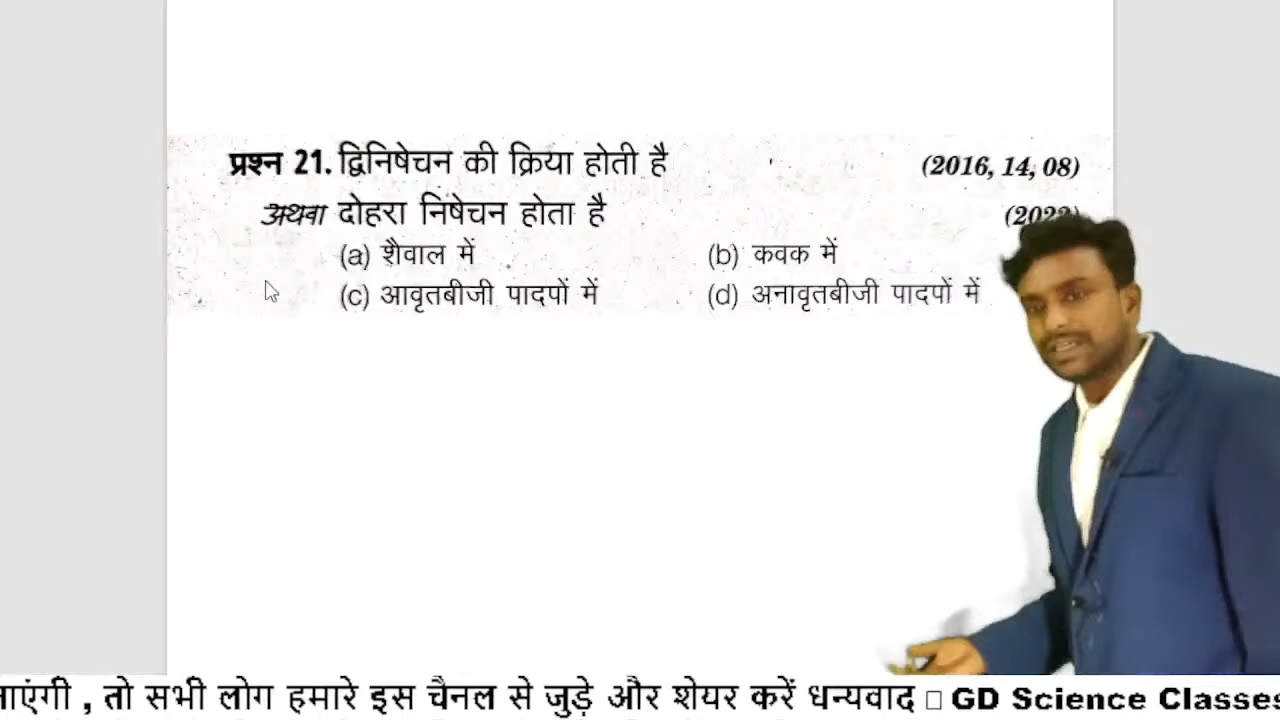 प्रश्न 21. द्विनिषेचन की क्रिया होती है (2016, 14, 08)
अथवा दोहरा निषेचन होता है
(a) शैवाल में (b) कवक में
(c) आवृतबीजी पादपों में (d) अनावृतबीजी पादपों में
तो सभी लोग हमारे इस चैनल से जुड़े और शेयर करें धन्यवाद GD Science Classes